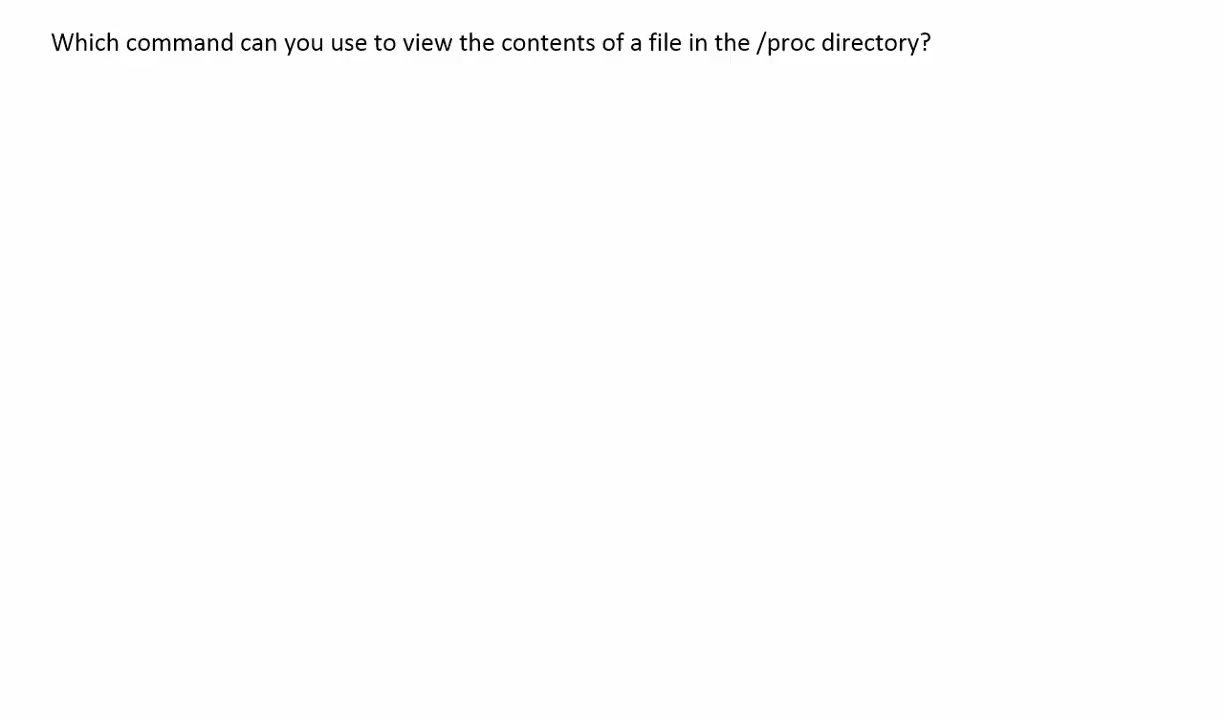 Which command can you use to view the contents of a file in the /proc directory?